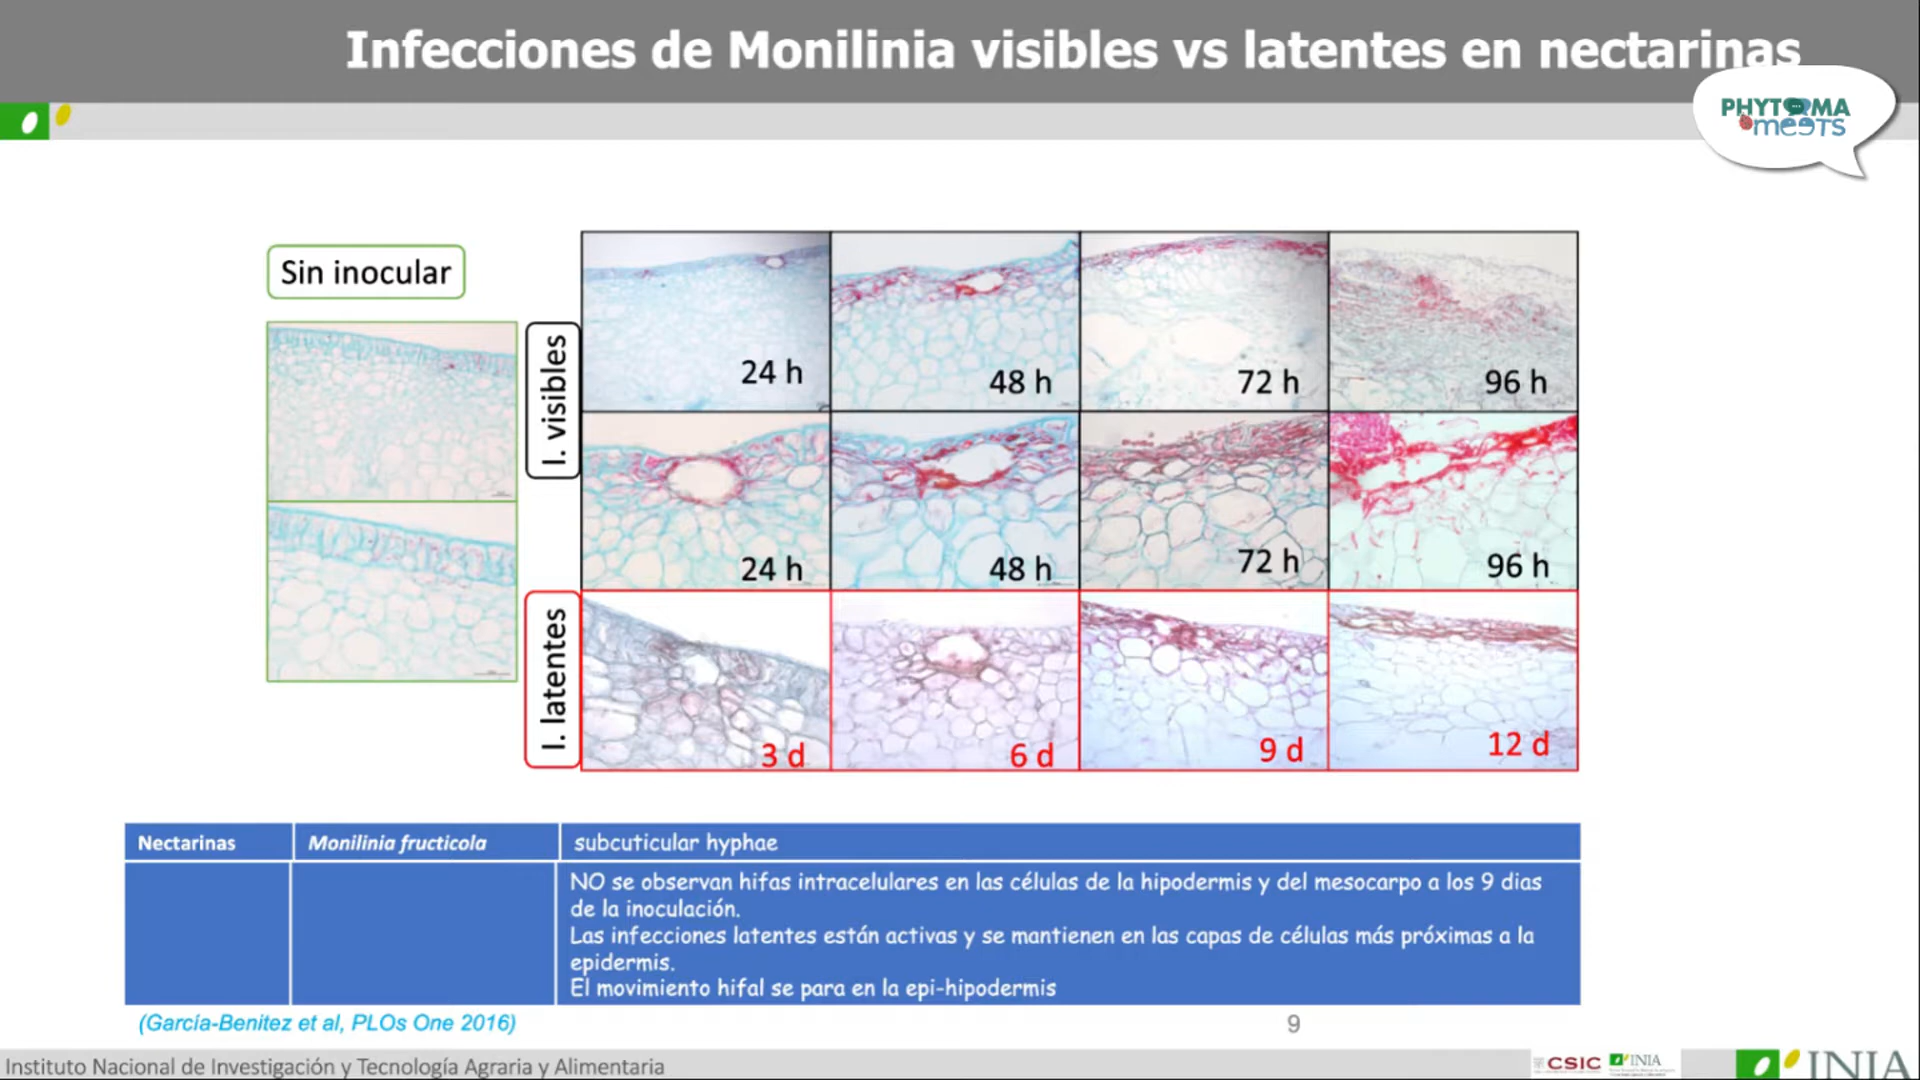 Infecciones de Monilinia visibles vs latentes en nectarinas
PHYTOMA
meets
Sin inocular
I. visibles
24 h
48 h
72 h
96 h
24 h
48 h
72 h
96 h
I. latentes
3 d
6 d
9 d
12 d
Nectarinas
Monilinia fructicola
subcuticular hyphae
NO se observan hifas intracelulares en las células de la hipodermis y del mesocarpo a los 9 dias
de la inoculación.
Las infecciones latentes están activas y se mantienen en las capas de células más próximas a la
epidermis.
El movimiento hifal se para en la epi-hipodermis
(García-Benitez et al, PLOs One 2016)
9
Instituto Nacional de Investigación y Tecnología Agraria y Alimentaria
CSIC
INIA
INIA